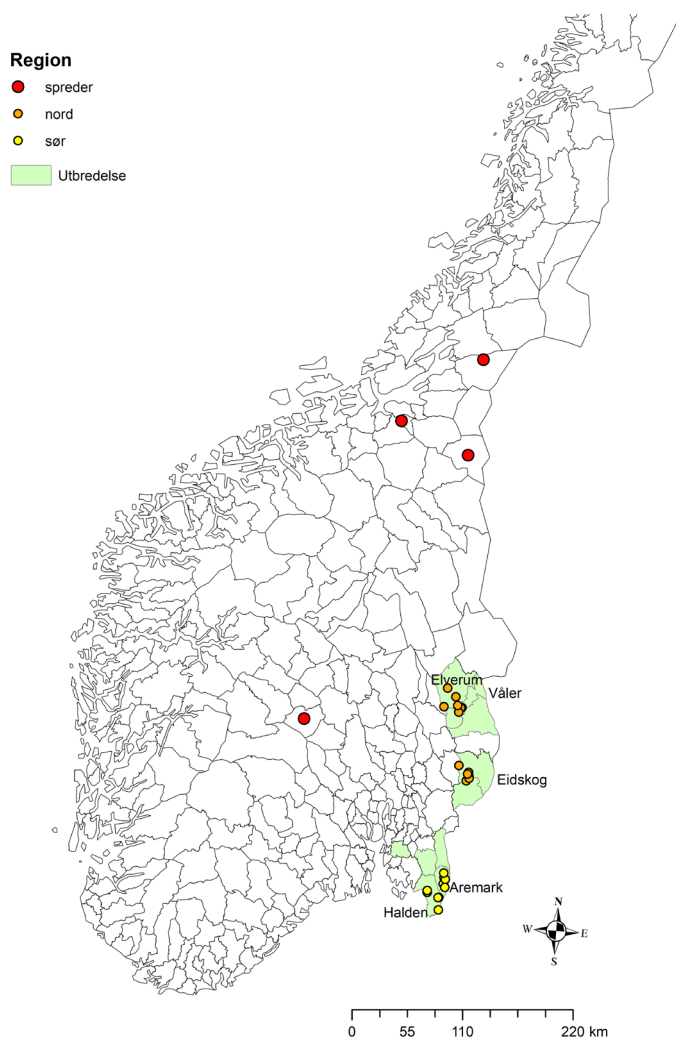 Region
spreder
nord
sør
Utbredelse
Elverum
Våler
Eidskog
Aremark
Halden
N
W E
S
0 55 110 220 km